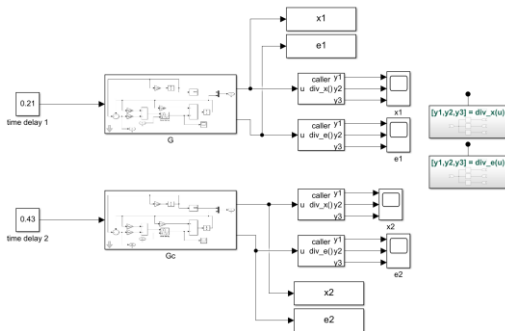 x1
e1
0.21
time delay 1
G
caller
u div_x()
y1
y2
y3
x1
caller
u div_e()
y1
y2
y3
e1
[y1,y2,y3] = div_x(u)
[y1,y2,y3] = div_e(u)
0.43
time delay 2
Gc
caller
u div_x()
y1
y2
y3
x2
caller
u div_e()
y1
y2
y3
e2
x2
e2